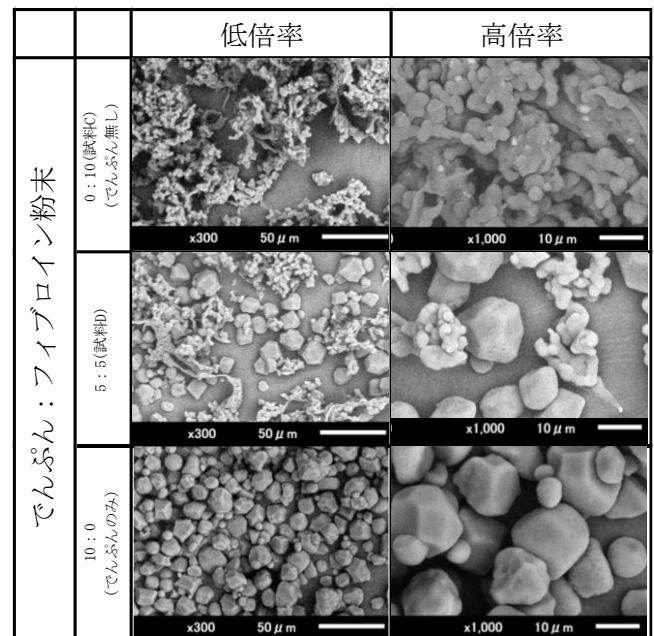 低倍率
高倍率
でんぷん：フィブロイン粉末
0：10(試料C)
(でんぷん無し)
x300 50μm
x1,000 10μm
5：5(試料D)
x300 50μm
x1,000 10μm
10：0
(でんぷんのみ)
x300 50μm
x1,000 10μm